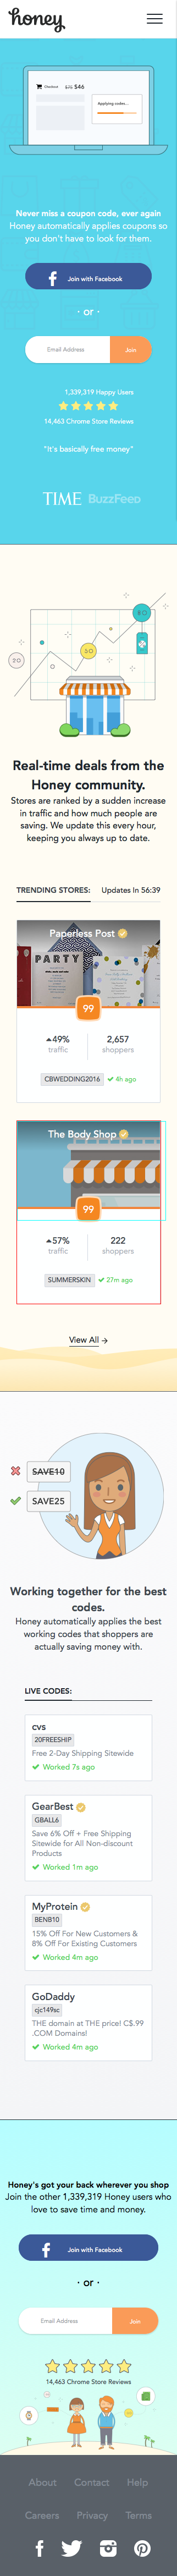 honey
Checkout $75 $46
Applying codes...
Never miss a coupon code, ever again
Honey automatically applies coupons so
you don't have to look for them.
f Join with Facebook
· or ·
Email Address Join
1,339,319 Happy Users
14,463 Chrome Store Reviews
"It's basically free money"
TIME BuzzFeed
Real-time deals from the
Honey community.
Stores are ranked by a sudden increase
in traffic and how much people are
saving. We update this every hour,
keeping you always up to date.
TRENDING STORES: Updates In 56:39
Paperless Post
PARTY
99
49% 2,657
traffic shoppers
CBWEDDING2016 4h ago
The Body Shop
99
57% 222
traffic shoppers
SUMMERSKIN 27m ago
View All
SAVE10
SAVE25
Working together for the best
codes.
Honey automatically applies the best
working codes that shoppers are
actually saving money with.
LIVE CODES:
cvs
20FREESHIP
Free 2-Day Shipping Sitewide
Worked 7s ago
GearBest
GBALL6
Save 6% Off + Free Shipping
Sitewide for All Non-discount
Products
Worked 1m ago
MyProtein
BENB10
15% Off For New Customers &
8% Off For Existing Customers
Worked 4m ago
GoDaddy
cjc149sc
THE domain at THE price! C$.99
.COM Domains!
Worked 4m ago
Honey's got your back wherever you shop
Join the other 1,339,319 Honey users who
love to save time and money.
f Join with Facebook
· or ·
Email Address Join
14,463 Chrome Store Reviews
About Contact Help
Careers Privacy Terms